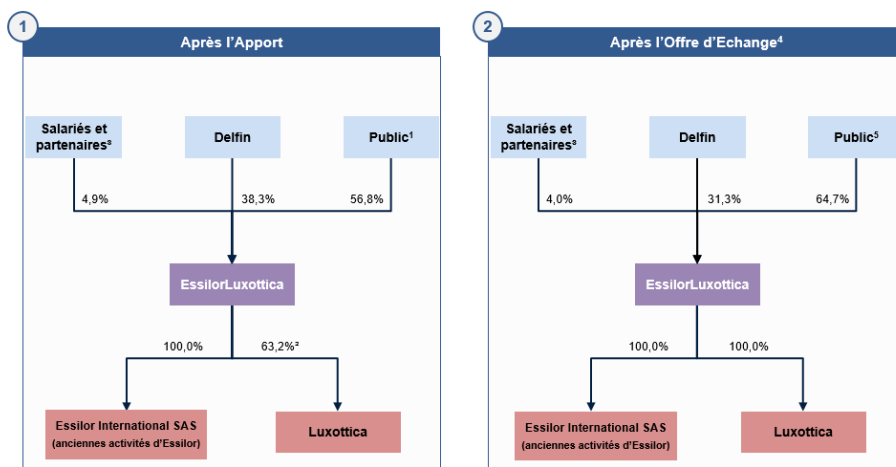 1
Après l'Apport
Salariés et
partenaires³
Delfin
Public¹
4,9%
38,3%
56,8%
EssilorLuxottica
100,0%
63,2%²
Essilor International SAS
(anciennes activités d'Essilor)
Luxottica
2
Après l'Offre d'Echange⁴
Salariés et
partenaires³
Delfin
Public⁵
4,0%
31,3%
64,7%
EssilorLuxottica
100,0%
100,0%
Essilor International SAS
(anciennes activités d'Essilor)
Luxottica